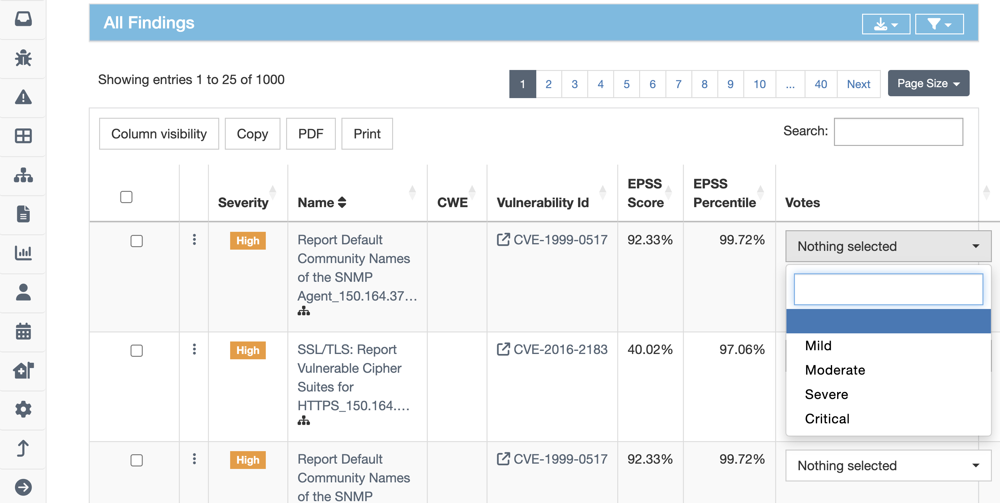 All Findings
Showing entries 1 to 25 of 1000
1 2 3 4 5 6 7 8 9 10 ... 40 Next Page Size
Column visibility Copy PDF Print Search:
Severity Name CWE Vulnerability Id EPSS Score EPSS Percentile Votes
High
Report Default
Community Names
of the SNMP
Agent_150.164.37...
CVE-1999-0517 92.33% 99.72% Nothing selected
Mild
Moderate
Severe
Critical
High
SSL/TLS: Report
Vulnerable Cipher
Suites for
HTTPS_150.164....
CVE-2016-2183 40.02% 97.06%
High
Report Default
Community Names
of the SNMP
CVE-1999-0517 92.33% 99.72% Nothing selected